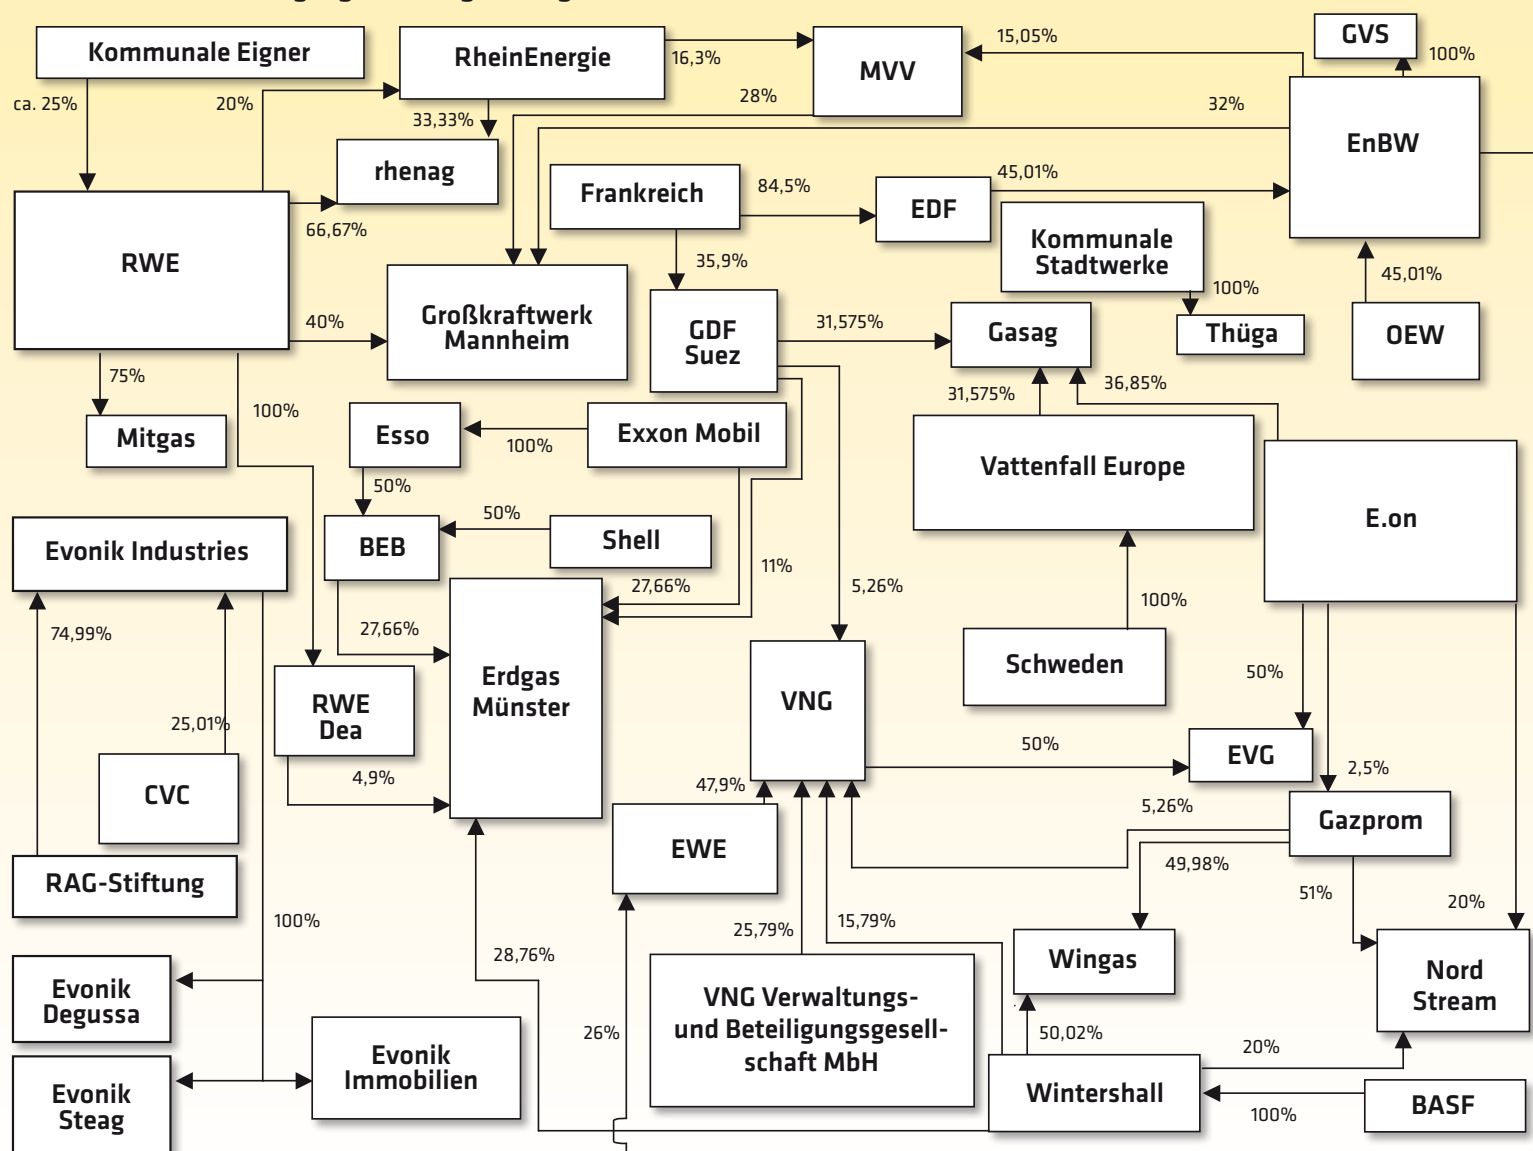 Kommunale Eigner
RheinEnergie
16,3%
MVV
15,05%
GVS
100%
ca. 25%
20%
33,33%
28%
32%
EnBW
rhenag
Frankreich
84,5%
EDF
45,01%
66,67%
RWE
35,9%
Kommunale
Stadtwerke
100%
45,01%
40%
Großkraftwerk
Mannheim
GDF
Suez
31,575%
Gasag
Thüga
OEW
75%
100%
31,575%
36,85%
Mitgas
Esso
100%
Exxon Mobil
Vattenfall Europe
50%
E.on
Evonik Industries
BEB
50%
Shell
11%
27,66%
5,26%
100%
74,99%
27,66%
Schweden
50%
Erdgas
Münster
RWE
Dea
VNG
25,01%
50%
EVG
4,9%
47,9%
2,5%
CVC
5,26%
Gazprom
EWE
49,98%
RAG-Stiftung
51%
20%
100%
28,76%
25,79%
15,79%
Wingas
Nord
Stream
Evonik
Degussa
VNG Verwaltungs-
und Beteiligungsgesell-
schaft MbH
26%
50,02%
20%
Evonik
Immobilien
Evonik
Steag
Wintershall
100%
BASF